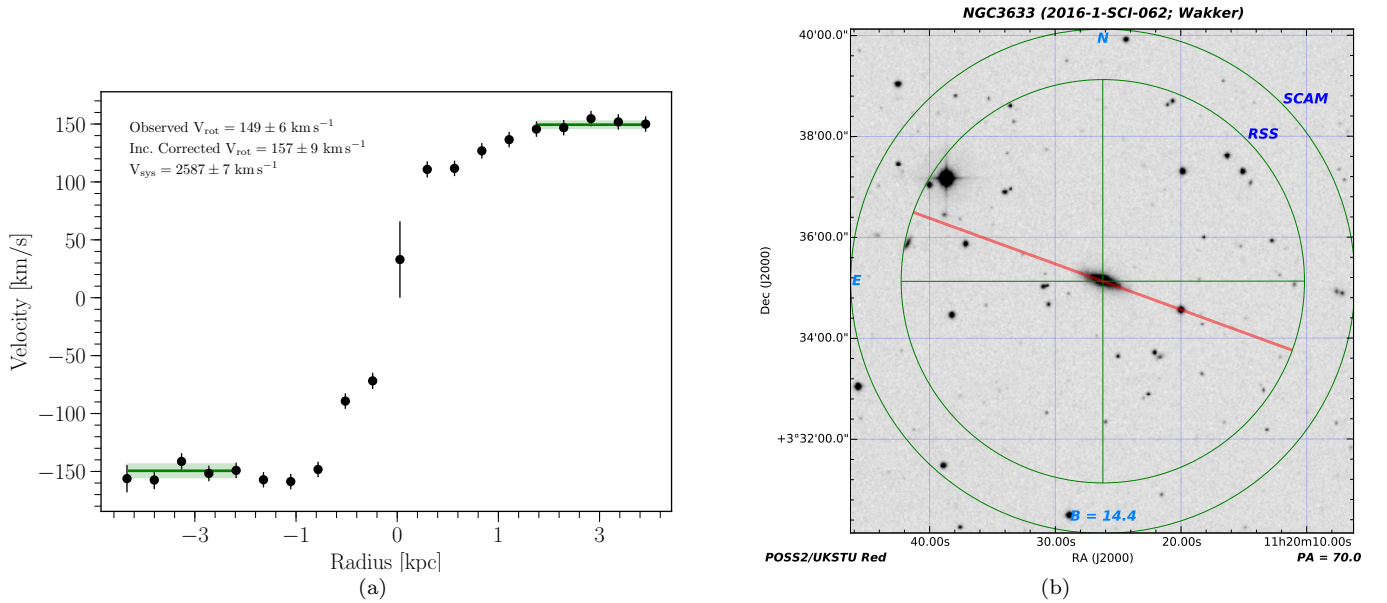 NGC3633 (2016-1-SCI-062; Wakker)
Observed V_rot = 149 ± 6 km s⁻¹
Inc. Corrected V_rot = 157 ± 9 km s⁻¹
V_sys = 2587 ± 7 km s⁻¹
150
100
50
0
−50
−100
−150
Velocity [km/s]
−3
−1
0
1
3
Radius [kpc]
(a)
40'00.0"
38'00.0"
36'00.0"
34'00.0"
+3°32'00.0"
Dec (J2000)
N
SCAM
RSS
E
B = 14.4
40.00s
30.00s
20.00s
11h20m10.00s
POSS2/UKSTU Red
RA (J2000)
PA = 70.0
(b)